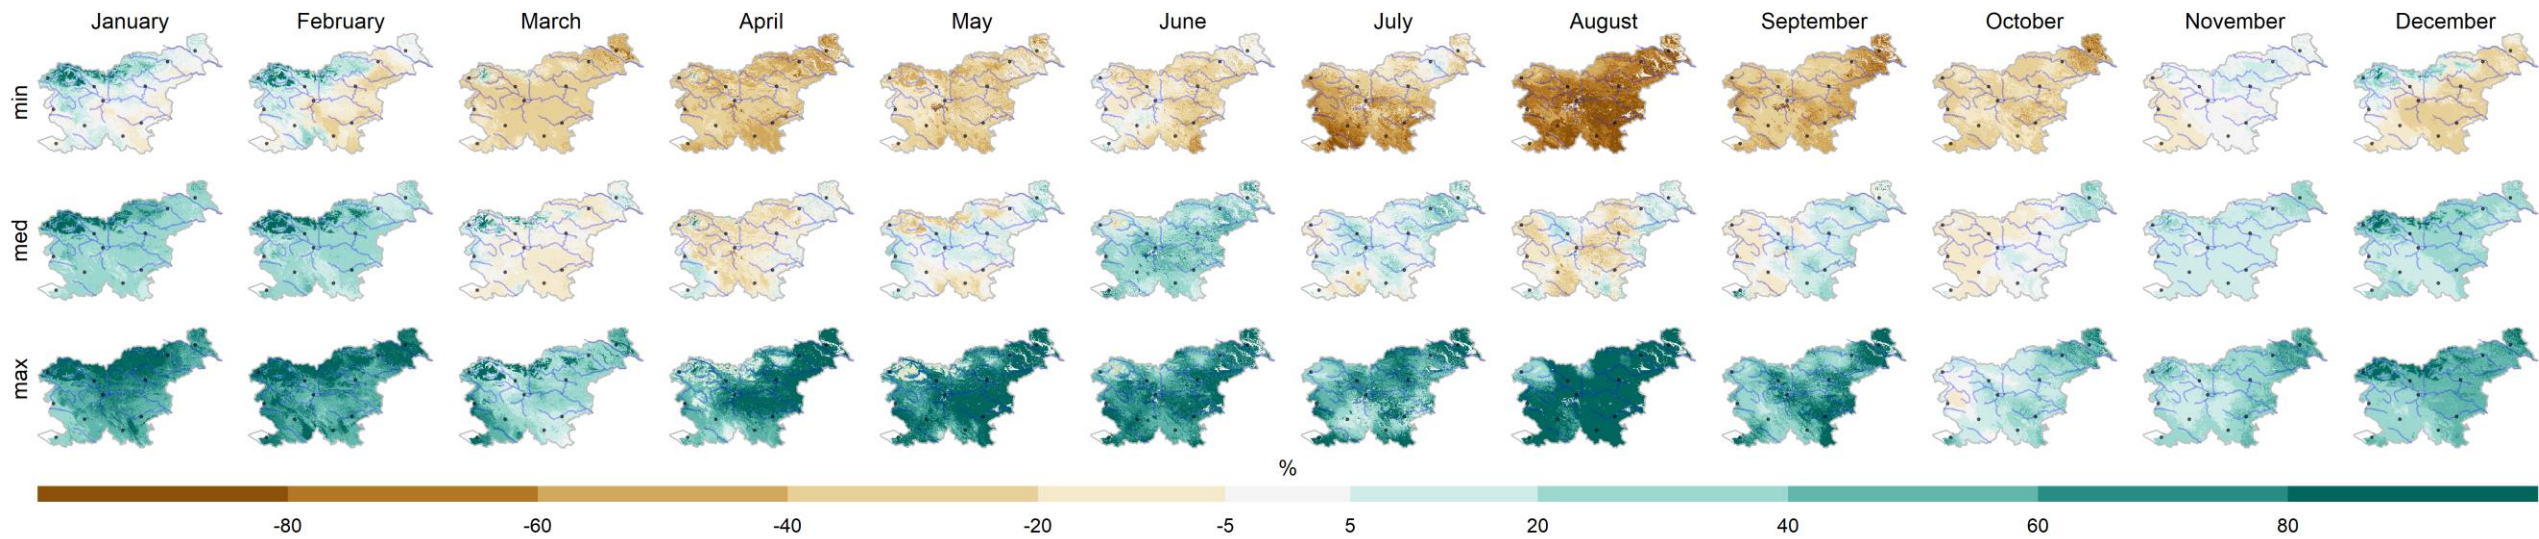 January February March April May June July August September October November December
min
med
max
%
-80 -60 -40 -20 -5 5 20 40 60 80